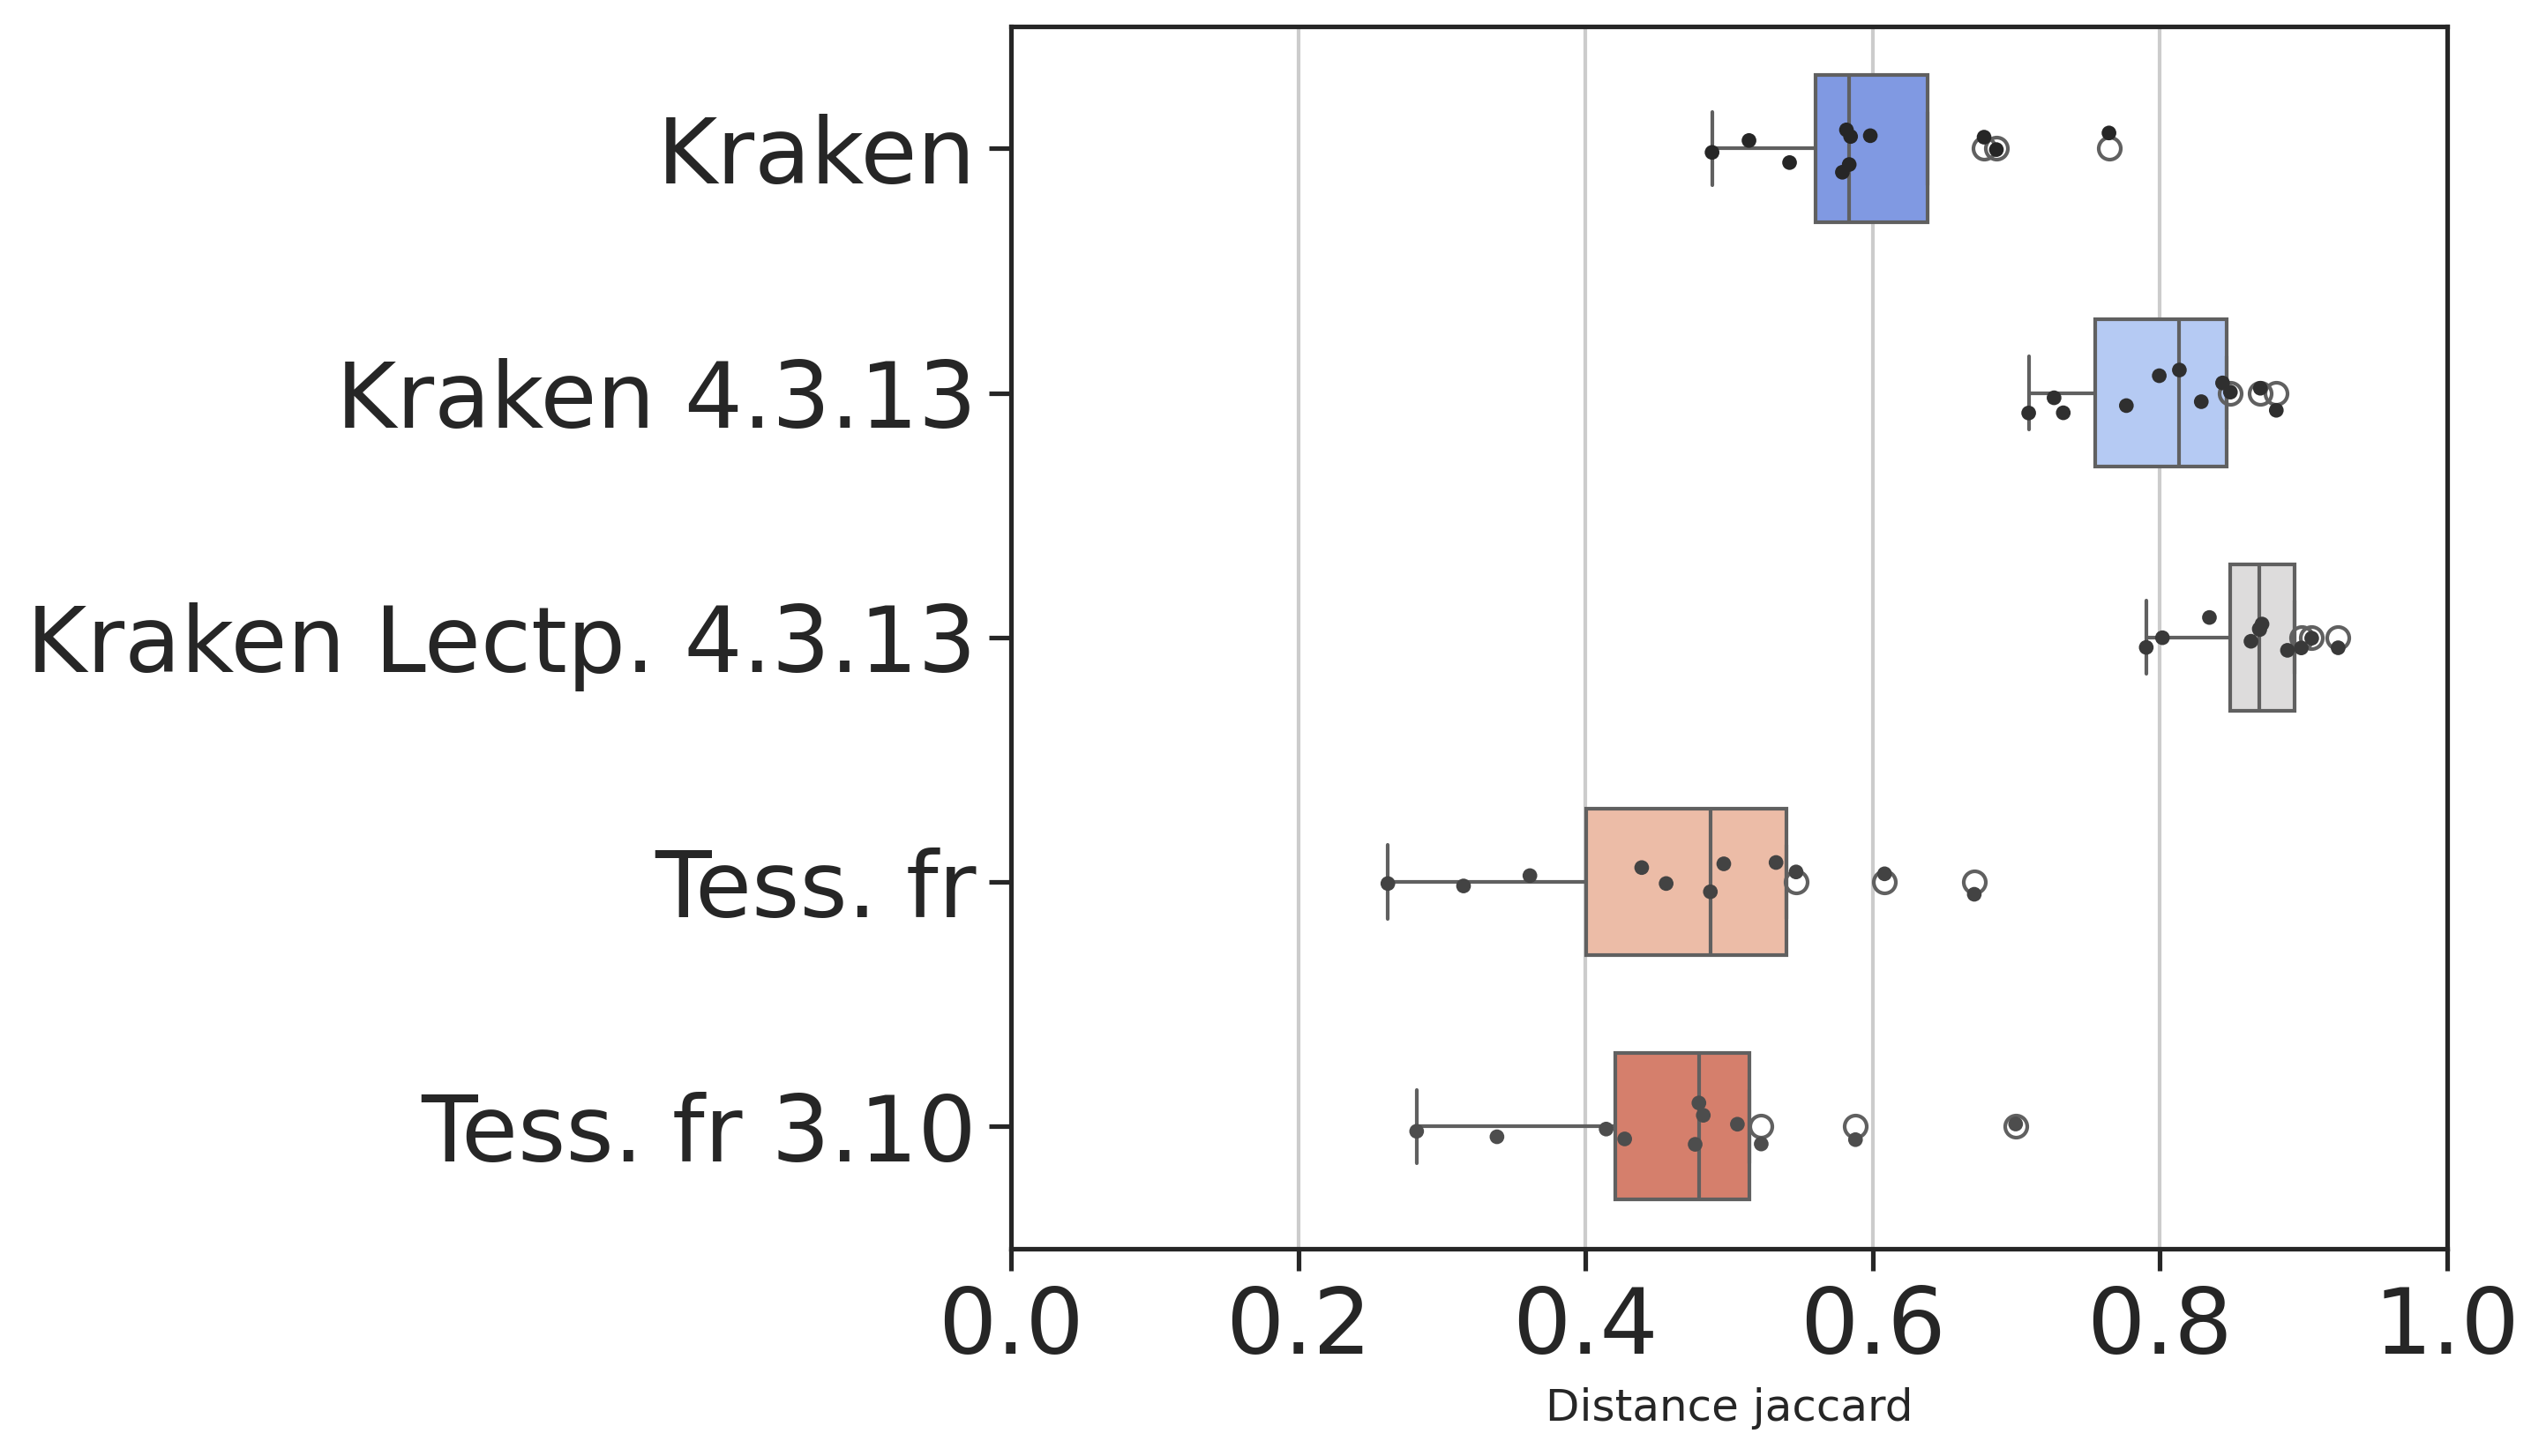 Kraken
Kraken 4.3.13
Kraken Lectp. 4.3.13
Tess. fr
Tess. fr 3.10
0.0 0.2 0.4 0.6 0.8 1.0
Distance jaccard